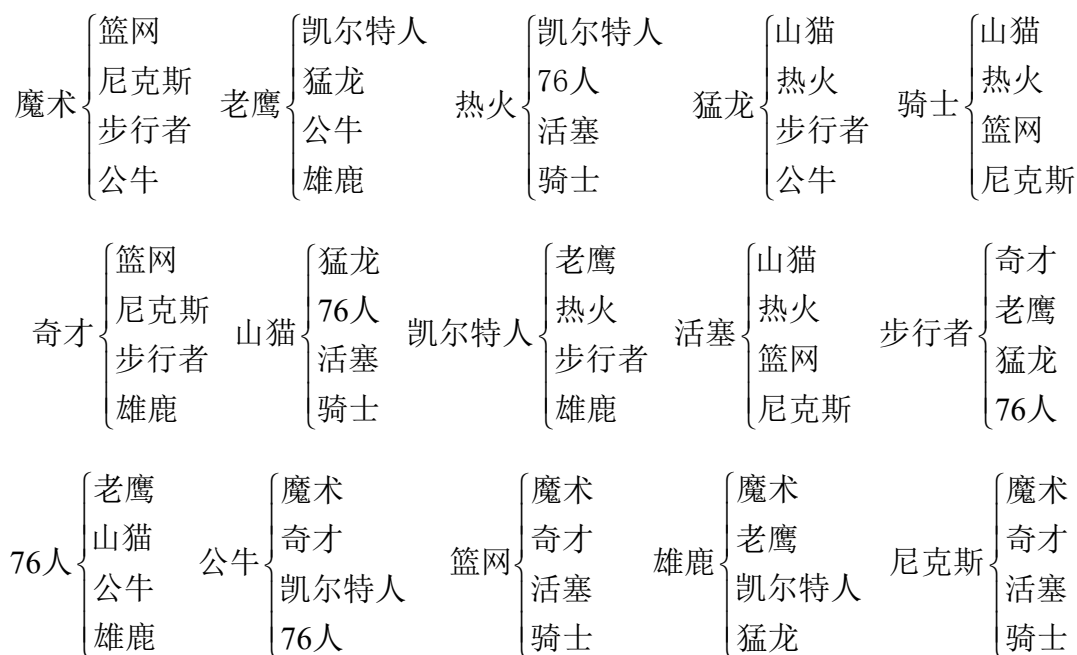 魔术 篮网 尼克斯 步行者 公牛
老鹰 凯尔特人 猛龙 公牛 雄鹿
热火 凯尔特人 76人 活塞 骑士
猛龙 山猫 热火 步行者 公牛
骑士 山猫 热火 篮网 尼克斯
奇才 篮网 尼克斯 步行者 雄鹿
山猫 猛龙 76人 活塞 骑士
凯尔特人 老鹰 热火 步行者 雄鹿
活塞 山猫 热火 篮网 尼克斯
步行者 奇才 老鹰 猛龙 76人
76人 老鹰 山猫 公牛 雄鹿
公牛 魔术 奇才 凯尔特人 76人
篮网 魔术 奇才 活塞 骑士
雄鹿 魔术 老鹰 凯尔特人 猛龙
尼克斯 魔术 奇才 活塞 骑士